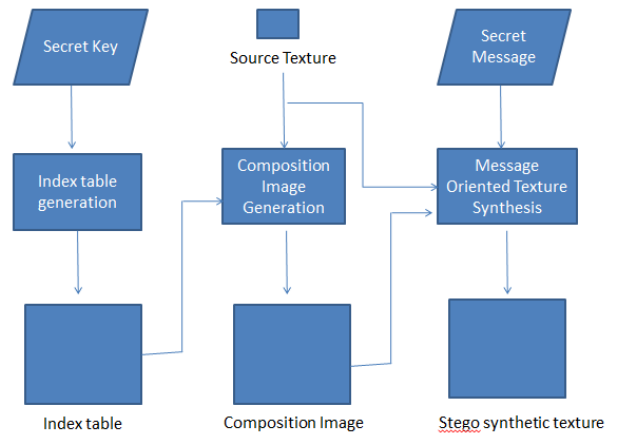 Secret Key
Source Texture
Secret
Message
Index table
generation
Composition
Image
Generation
Message
Oriented Texture
Synthesis
Index table
Composition Image
Stego synthetic texture